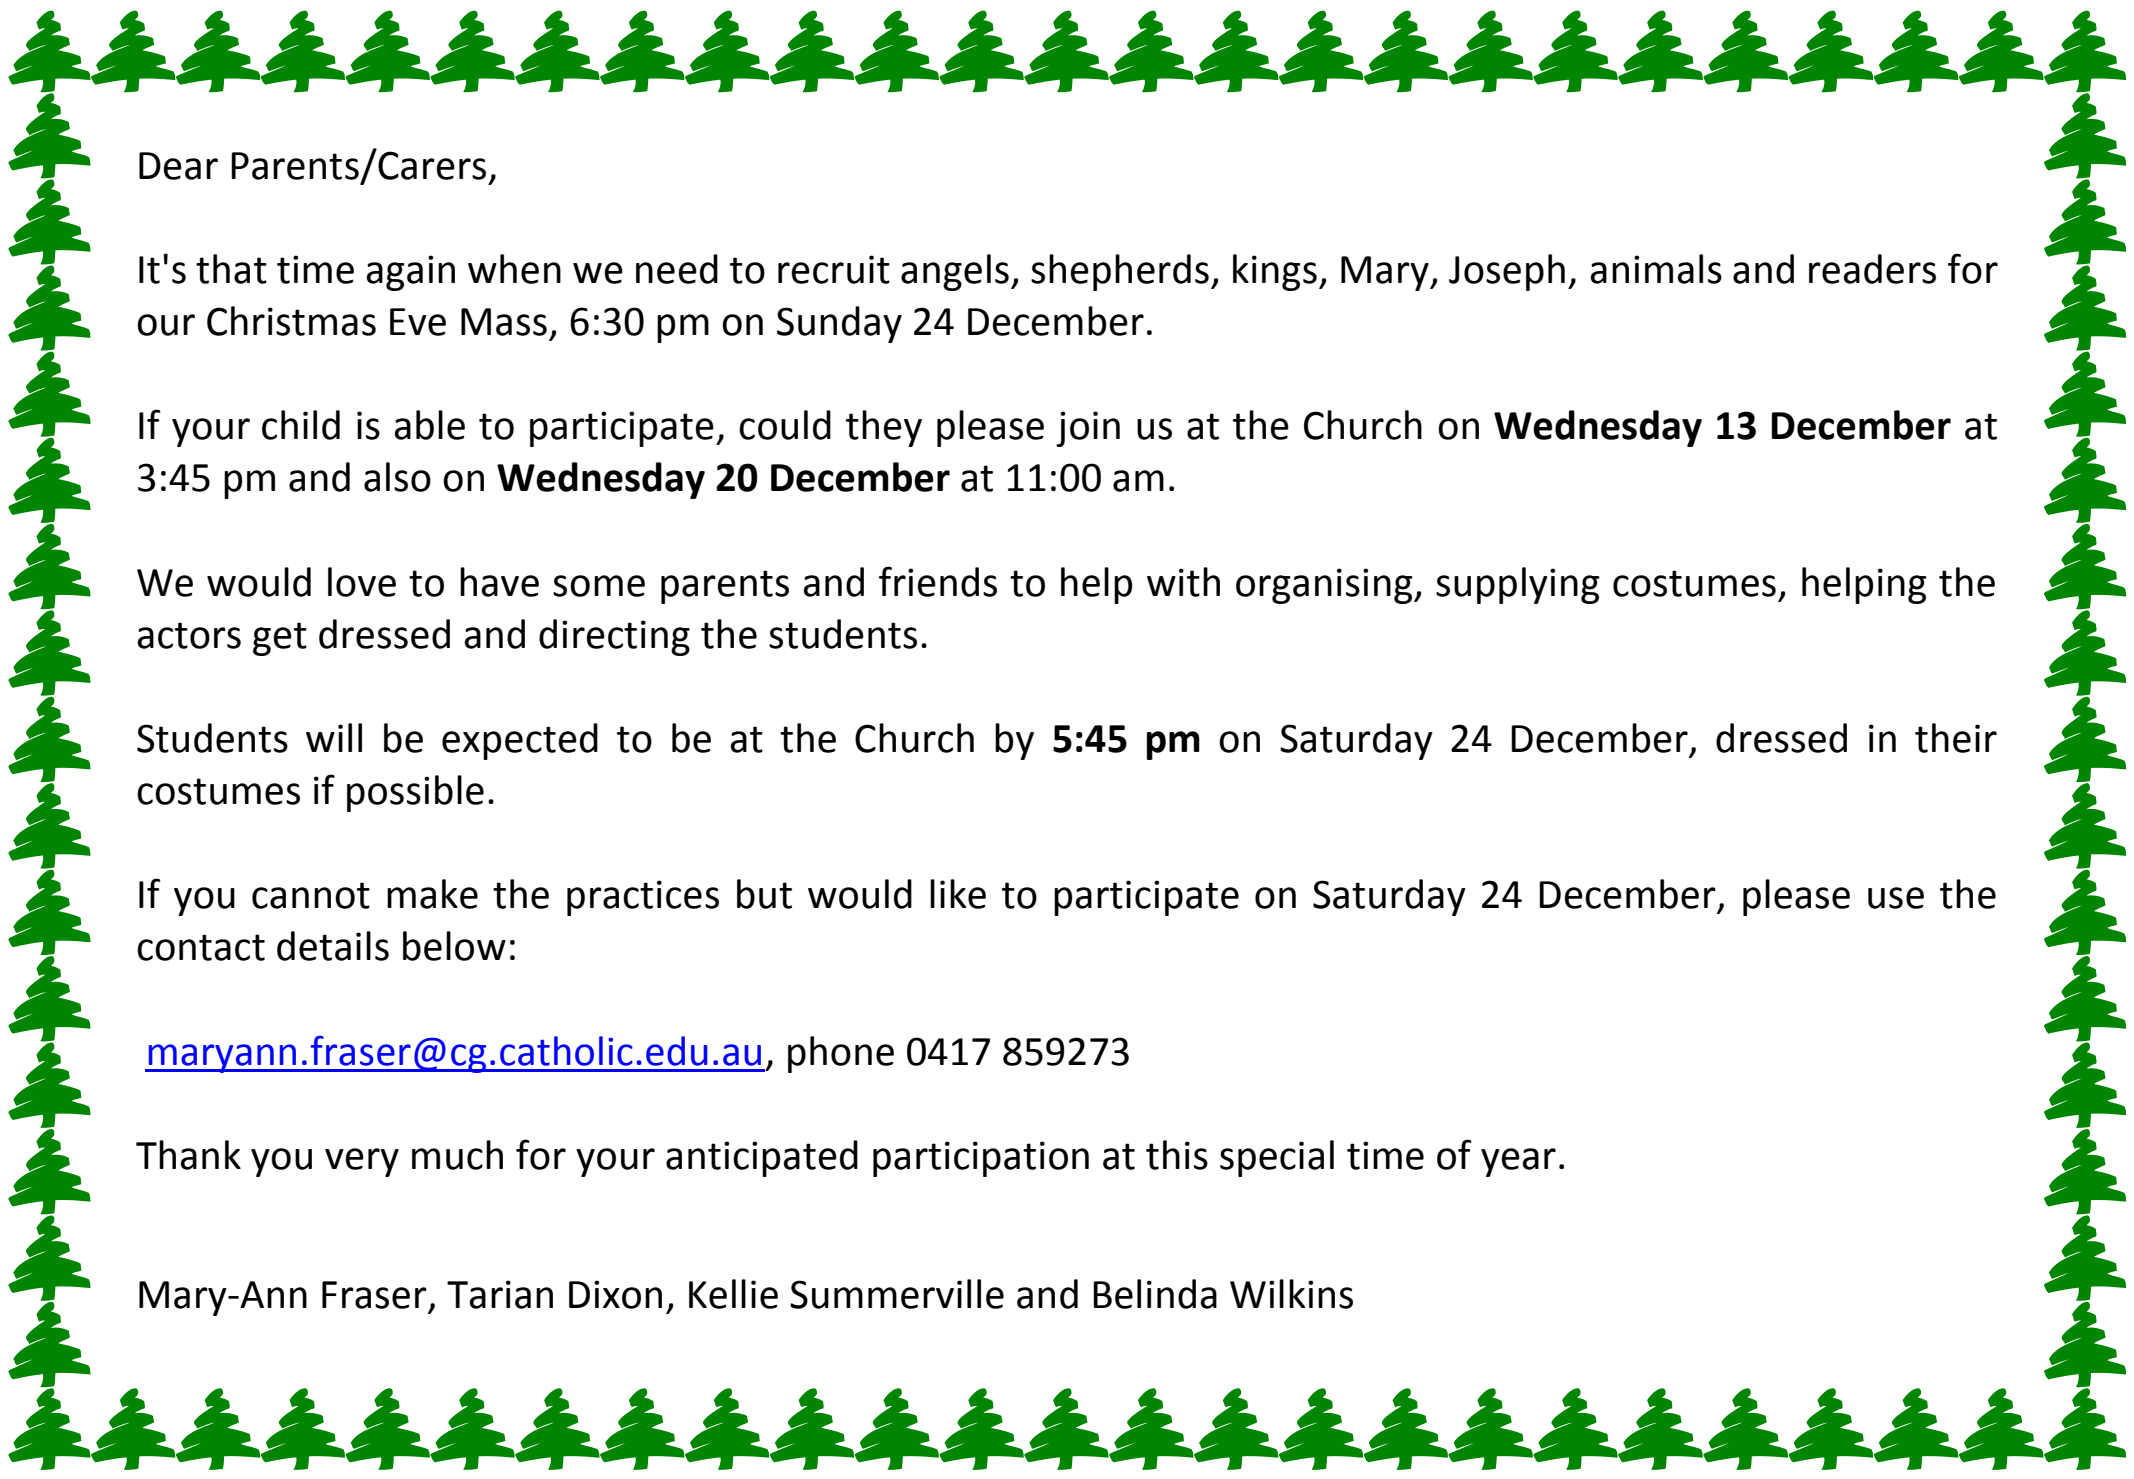 Dear Parents/Carers,
It's that time again when we need to recruit angels, shepherds, kings, Mary, Joseph, animals and readers for
our Christmas Eve Mass, 6:30 pm on Sunday 24 December.
If your child is able to participate, could they please join us at the Church on Wednesday 13 December at
3:45 pm and also on Wednesday 20 December at 11:00 am.
We would love to have some parents and friends to help with organising, supplying costumes, helping the
actors get dressed and directing the students.
Students will be expected to be at the Church by 5:45 pm on Saturday 24 December, dressed in their
costumes if possible.
If you cannot make the practices but would like to participate on Saturday 24 December, please use the
contact details below:
maryann.fraser@cg.catholic.edu.au, phone 0417 859273
Thank you very much for your anticipated participation at this special time of year.
Mary-Ann Fraser, Tarian Dixon, Kellie Summerville and Belinda Wilkins